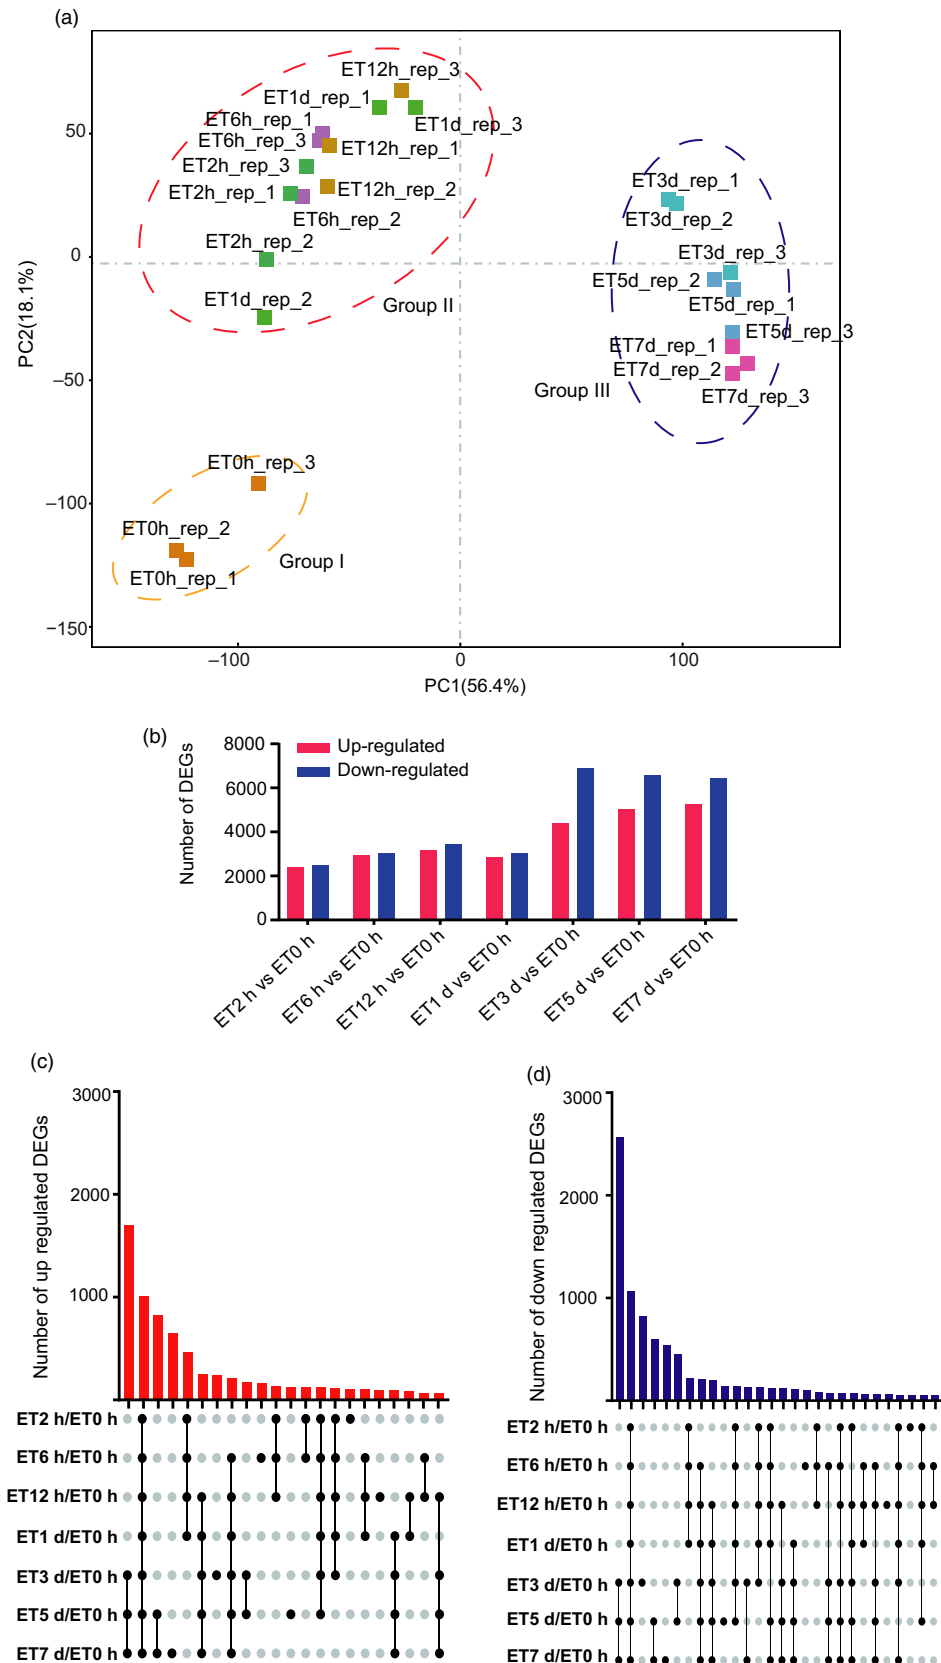 (a)
ET12h_rep_3
ET1d_rep_1
ET1d_rep_3
ET6h_rep_1
ET6h_rep_3
ET12h_rep_1
ET2h_rep_3
ET2h_rep_1
ET12h_rep_2
ET6h_rep_2
ET2h_rep_2
ET1d_rep_2
Group II
ET3d_rep_1
ET3d_rep_2
ET3d_rep_3
ET5d_rep_2
ET5d_rep_1
ET5d_rep_3
ET7d_rep_1
ET7d_rep_2
ET7d_rep_3
Group III
ET0h_rep_3
ET0h_rep_2
ET0h_rep_1
Group I
50
0
−50
−100
−150
PC2(18.1%)
−100
0
100
PC1(56.4%)
(b)
8000
6000
4000
2000
0
Number of DEGs
Up-regulated
Down-regulated
ET2 h vs ET0 h
ET6 h vs ET0 h
ET12 h vs ET0 h
ET1 d vs ET0 h
ET3 d vs ET0 h
ET5 d vs ET0 h
ET7 d vs ET0 h
(c)
3000
2000
1000
Number of up regulated DEGs
ET2 h/ET0 h
ET6 h/ET0 h
ET12 h/ET0 h
ET1 d/ET0 h
ET3 d/ET0 h
ET5 d/ET0 h
ET7 d/ET0 h
(d)
3000
2000
1000
Number of down regulated DEGs
ET2 h/ET0 h
ET6 h/ET0 h
ET12 h/ET0 h
ET1 d/ET0 h
ET3 d/ET0 h
ET5 d/ET0 h
ET7 d/ET0 h